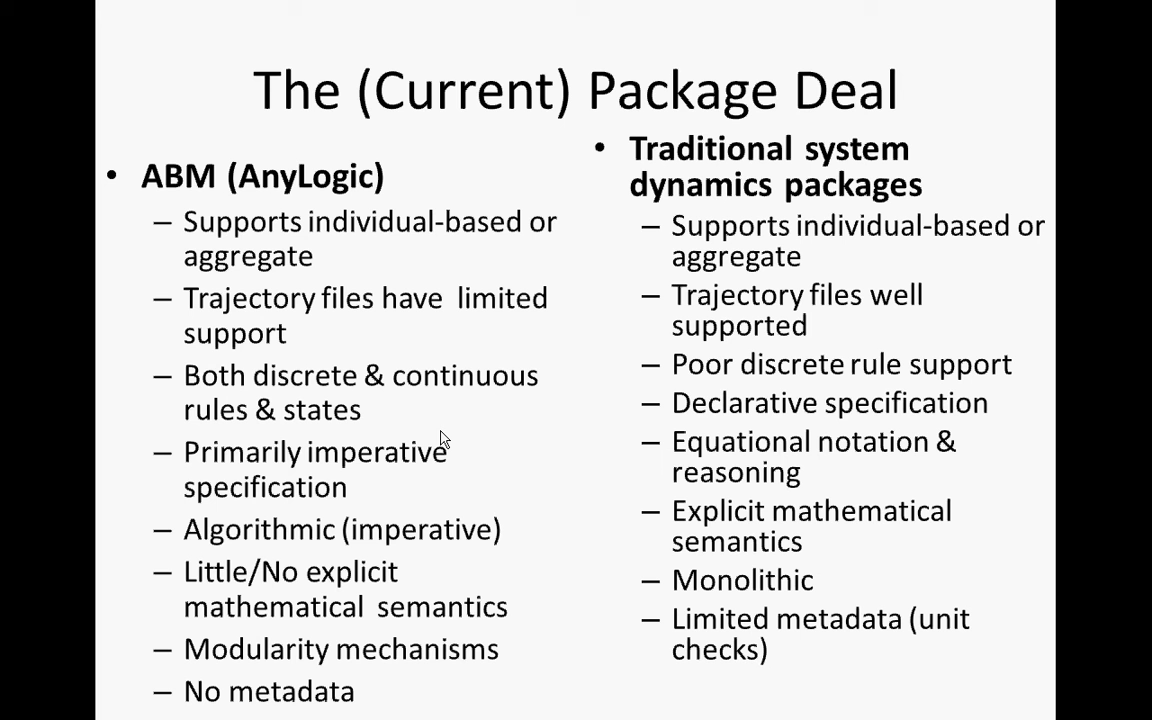 The (Current) Package Deal
• ABM (AnyLogic)
– Supports individual-based or
aggregate
– Trajectory files have limited
support
– Both discrete & continuous
rules & states
– Primarily imperative
specification
– Algorithmic (imperative)
– Little/No explicit
mathematical semantics
– Modularity mechanisms
– No metadata
• Traditional system
dynamics packages
– Supports individual-based or
aggregate
– Trajectory files well
supported
– Poor discrete rule support
– Declarative specification
– Equational notation &
reasoning
– Explicit mathematical
semantics
– Monolithic
– Limited metadata (unit
checks)